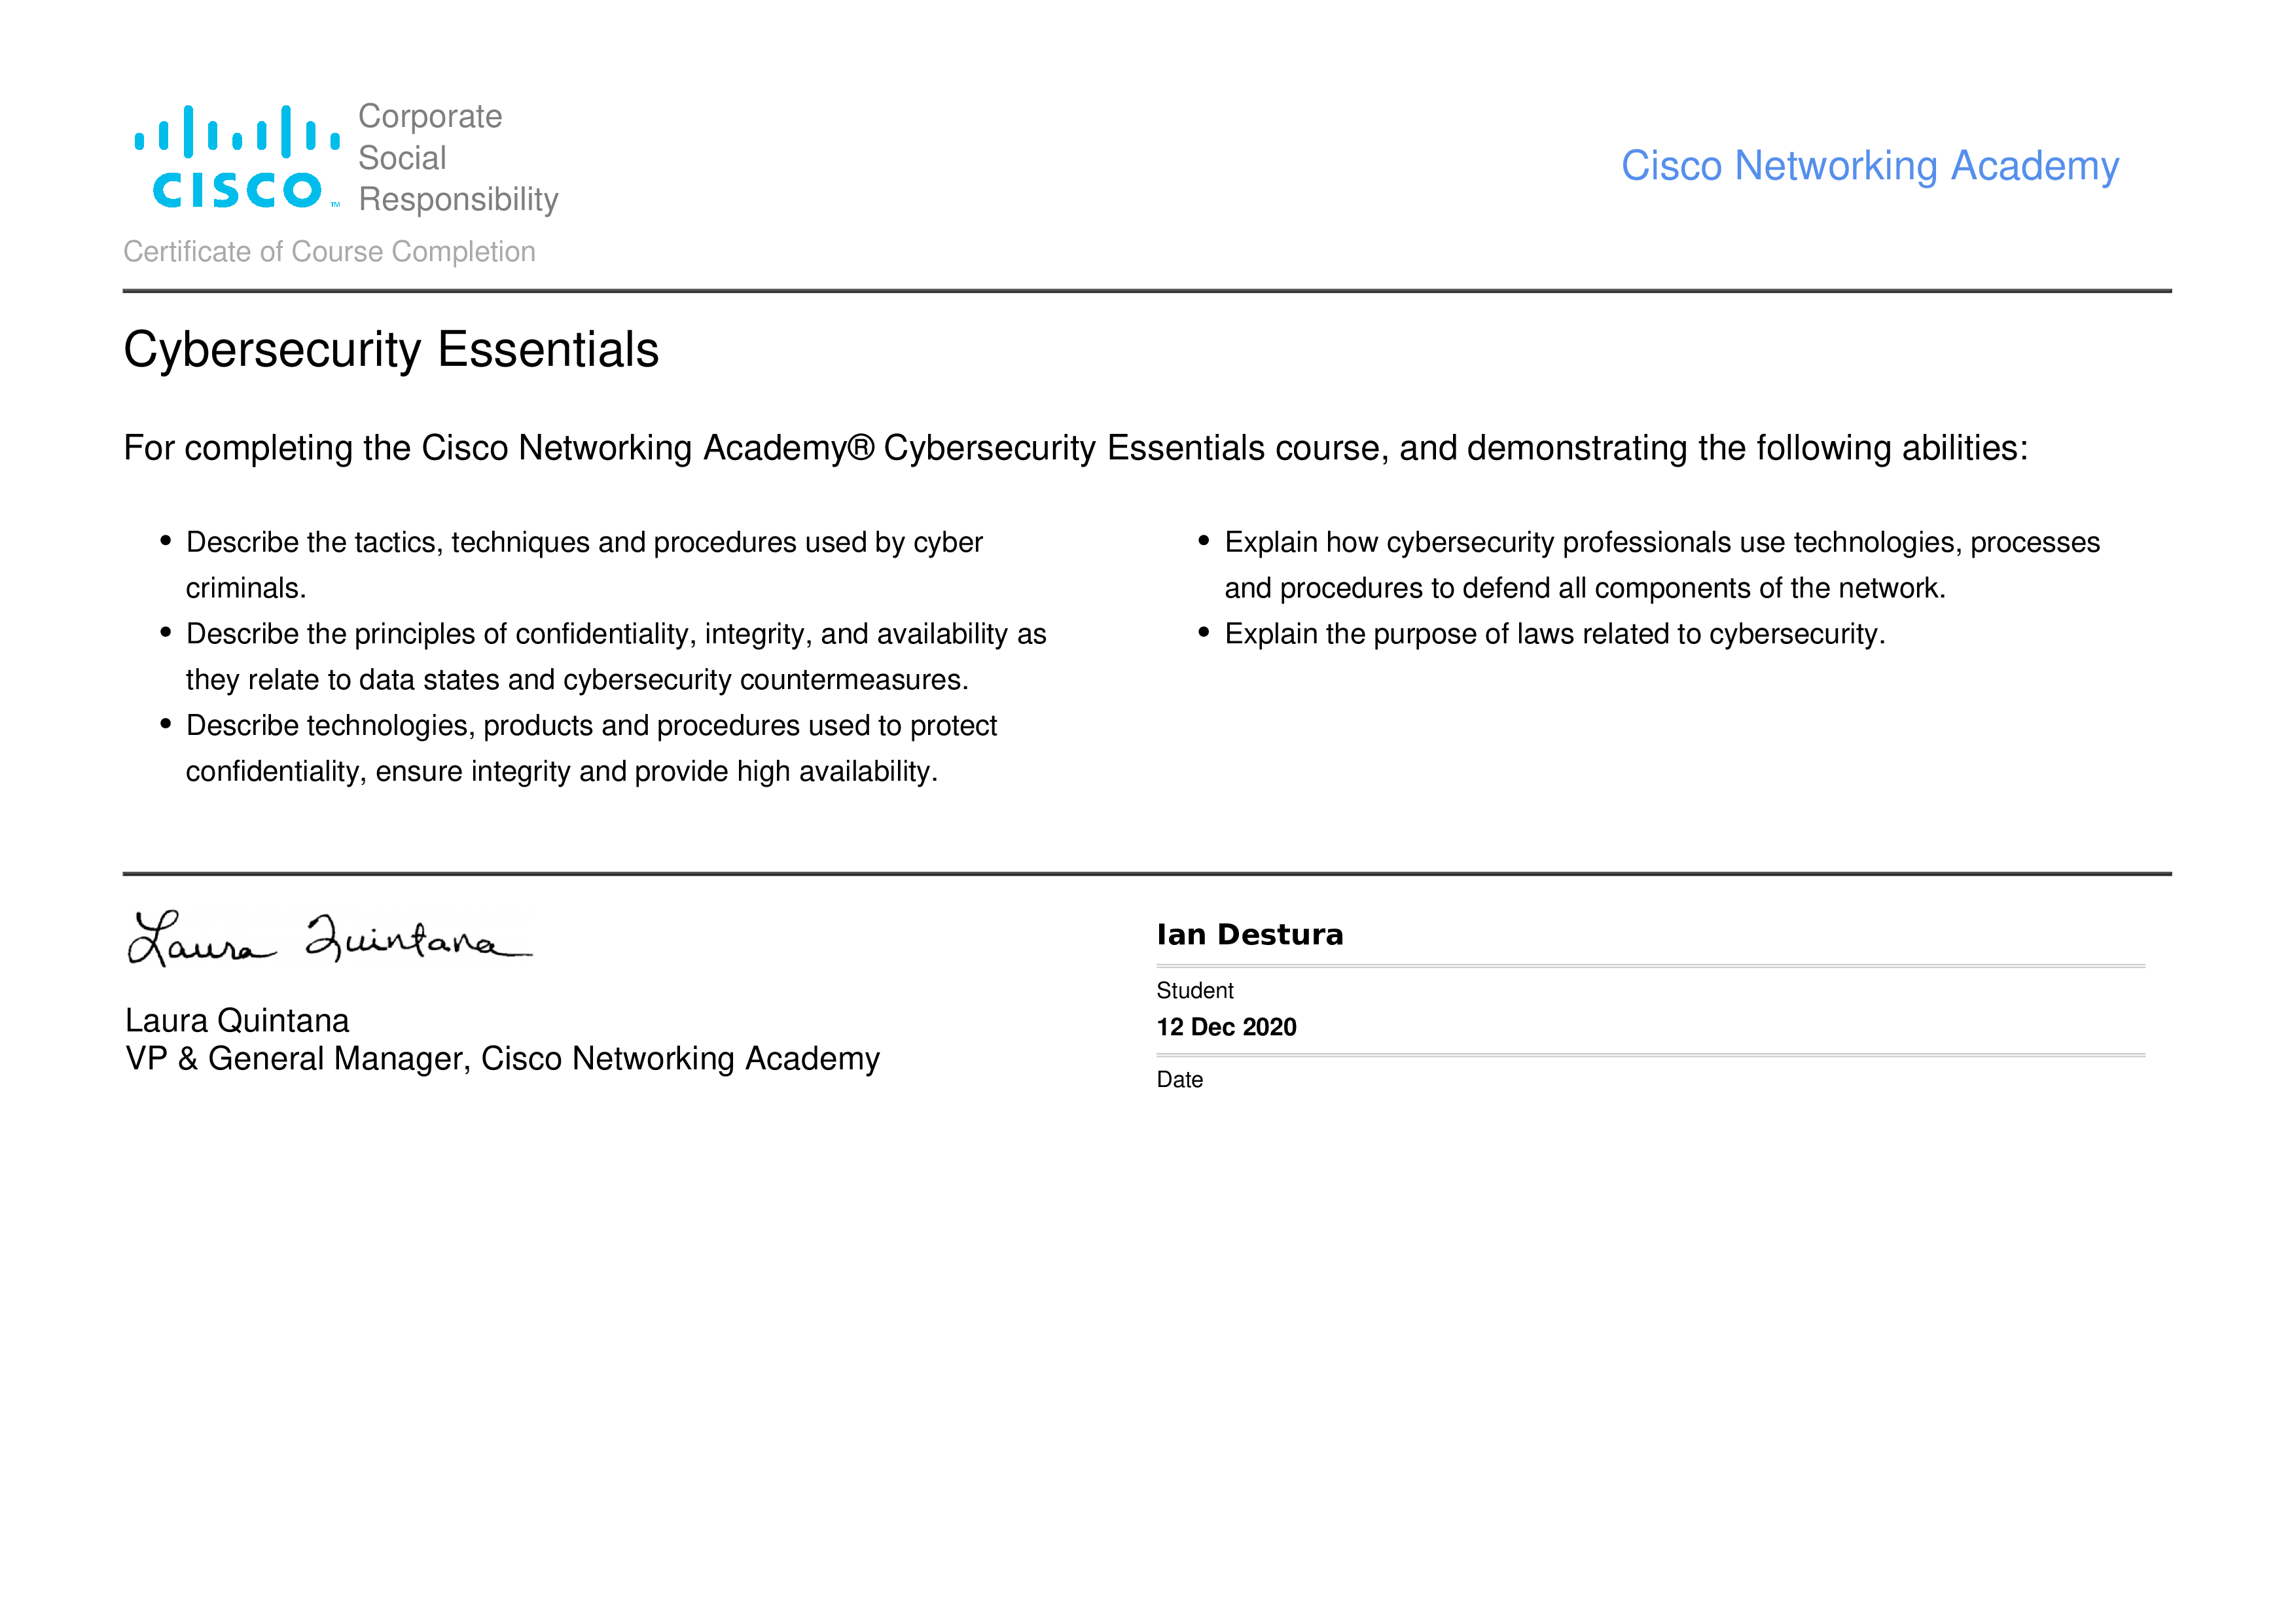 Corporate
Social
Responsibility
CISCO™
Certificate of Course Completion
Cisco Networking Academy
Cybersecurity Essentials
For completing the Cisco Networking Academy® Cybersecurity Essentials course, and demonstrating the following abilities:
• Describe the tactics, techniques and procedures used by cyber
criminals.
• Describe the principles of confidentiality, integrity, and availability as
they relate to data states and cybersecurity countermeasures.
• Describe technologies, products and procedures used to protect
confidentiality, ensure integrity and provide high availability.
• Explain how cybersecurity professionals use technologies, processes
and procedures to defend all components of the network.
• Explain the purpose of laws related to cybersecurity.
Laura Quintana
Laura Quintana
VP & General Manager, Cisco Networking Academy
Ian Destura
Student
12 Dec 2020
Date